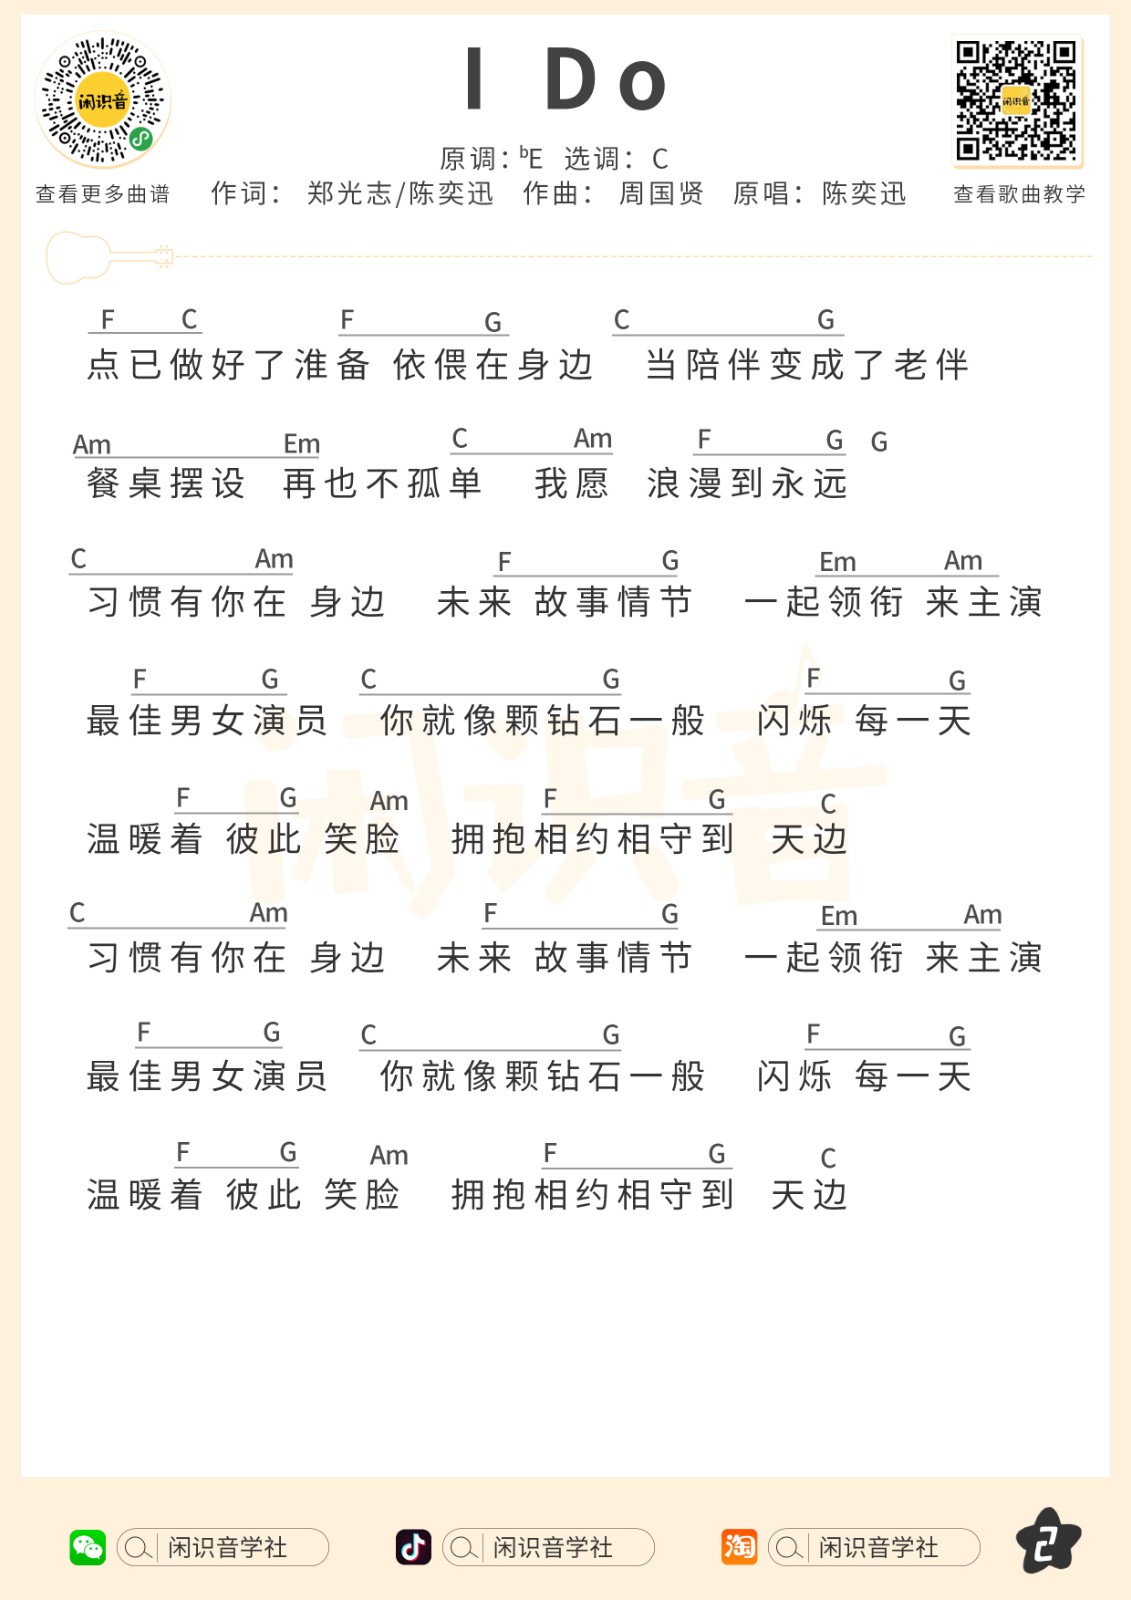 I Do
原调：ᵇE 选调：C
作词：郑光志/陈奕迅 作曲：周国贤 原唱：陈奕迅
闲识音
查看更多曲谱
闲识音
查看歌曲教学
F C F G C G
点已做好了淮备 依偎在身边 当陪伴变成了老伴
Am Em C Am F G G
餐桌摆设 再也不孤单 我愿 浪漫到永远
C Am F G Em Am
习惯有你在 身边 未来 故事情节 一起领衔 来主演
F G C G F G
最佳男女演员 你就像颗钻石一般 闪烁 每一天
F G Am F G C
温暖着 彼此 笑脸 拥抱相约相守到 天边
C Am F G Em Am
习惯有你在 身边 未来 故事情节 一起领衔 来主演
F G C G F G
最佳男女演员 你就像颗钻石一般 闪烁 每一天
F G Am F G C
温暖着 彼此 笑脸 拥抱相约相守到 天边
闲识音
闲识音学社 闲识音学社 淘 闲识音学社 2